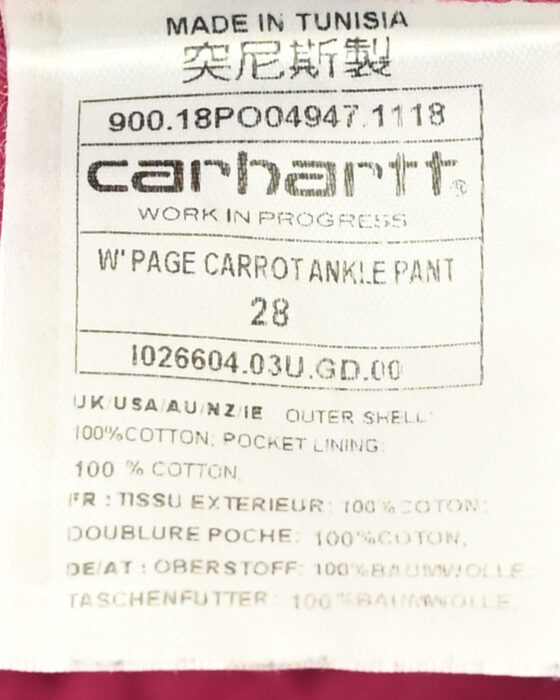 MADE IN TUNISIA
突尼斯製
900.18PO04947.1118
carhartt®
WORK IN PROGRESS
W' PAGE CARROT ANKLE PANT
28
I026604.03U.GD.00
UK/USA/AU/NZ/IE OUTER SHELL:
100%COTTON; POCKET LINING:
100 % COTTON,
FR : TISSU EXTERIEUR: 100%COTON;
DOUBLURE POCHE: 100%COTON,
DE/AT : OBERSTOFF: 100%BAUMWOLLE;
TASCHENFUTTER: 100%BAUMWOLLE